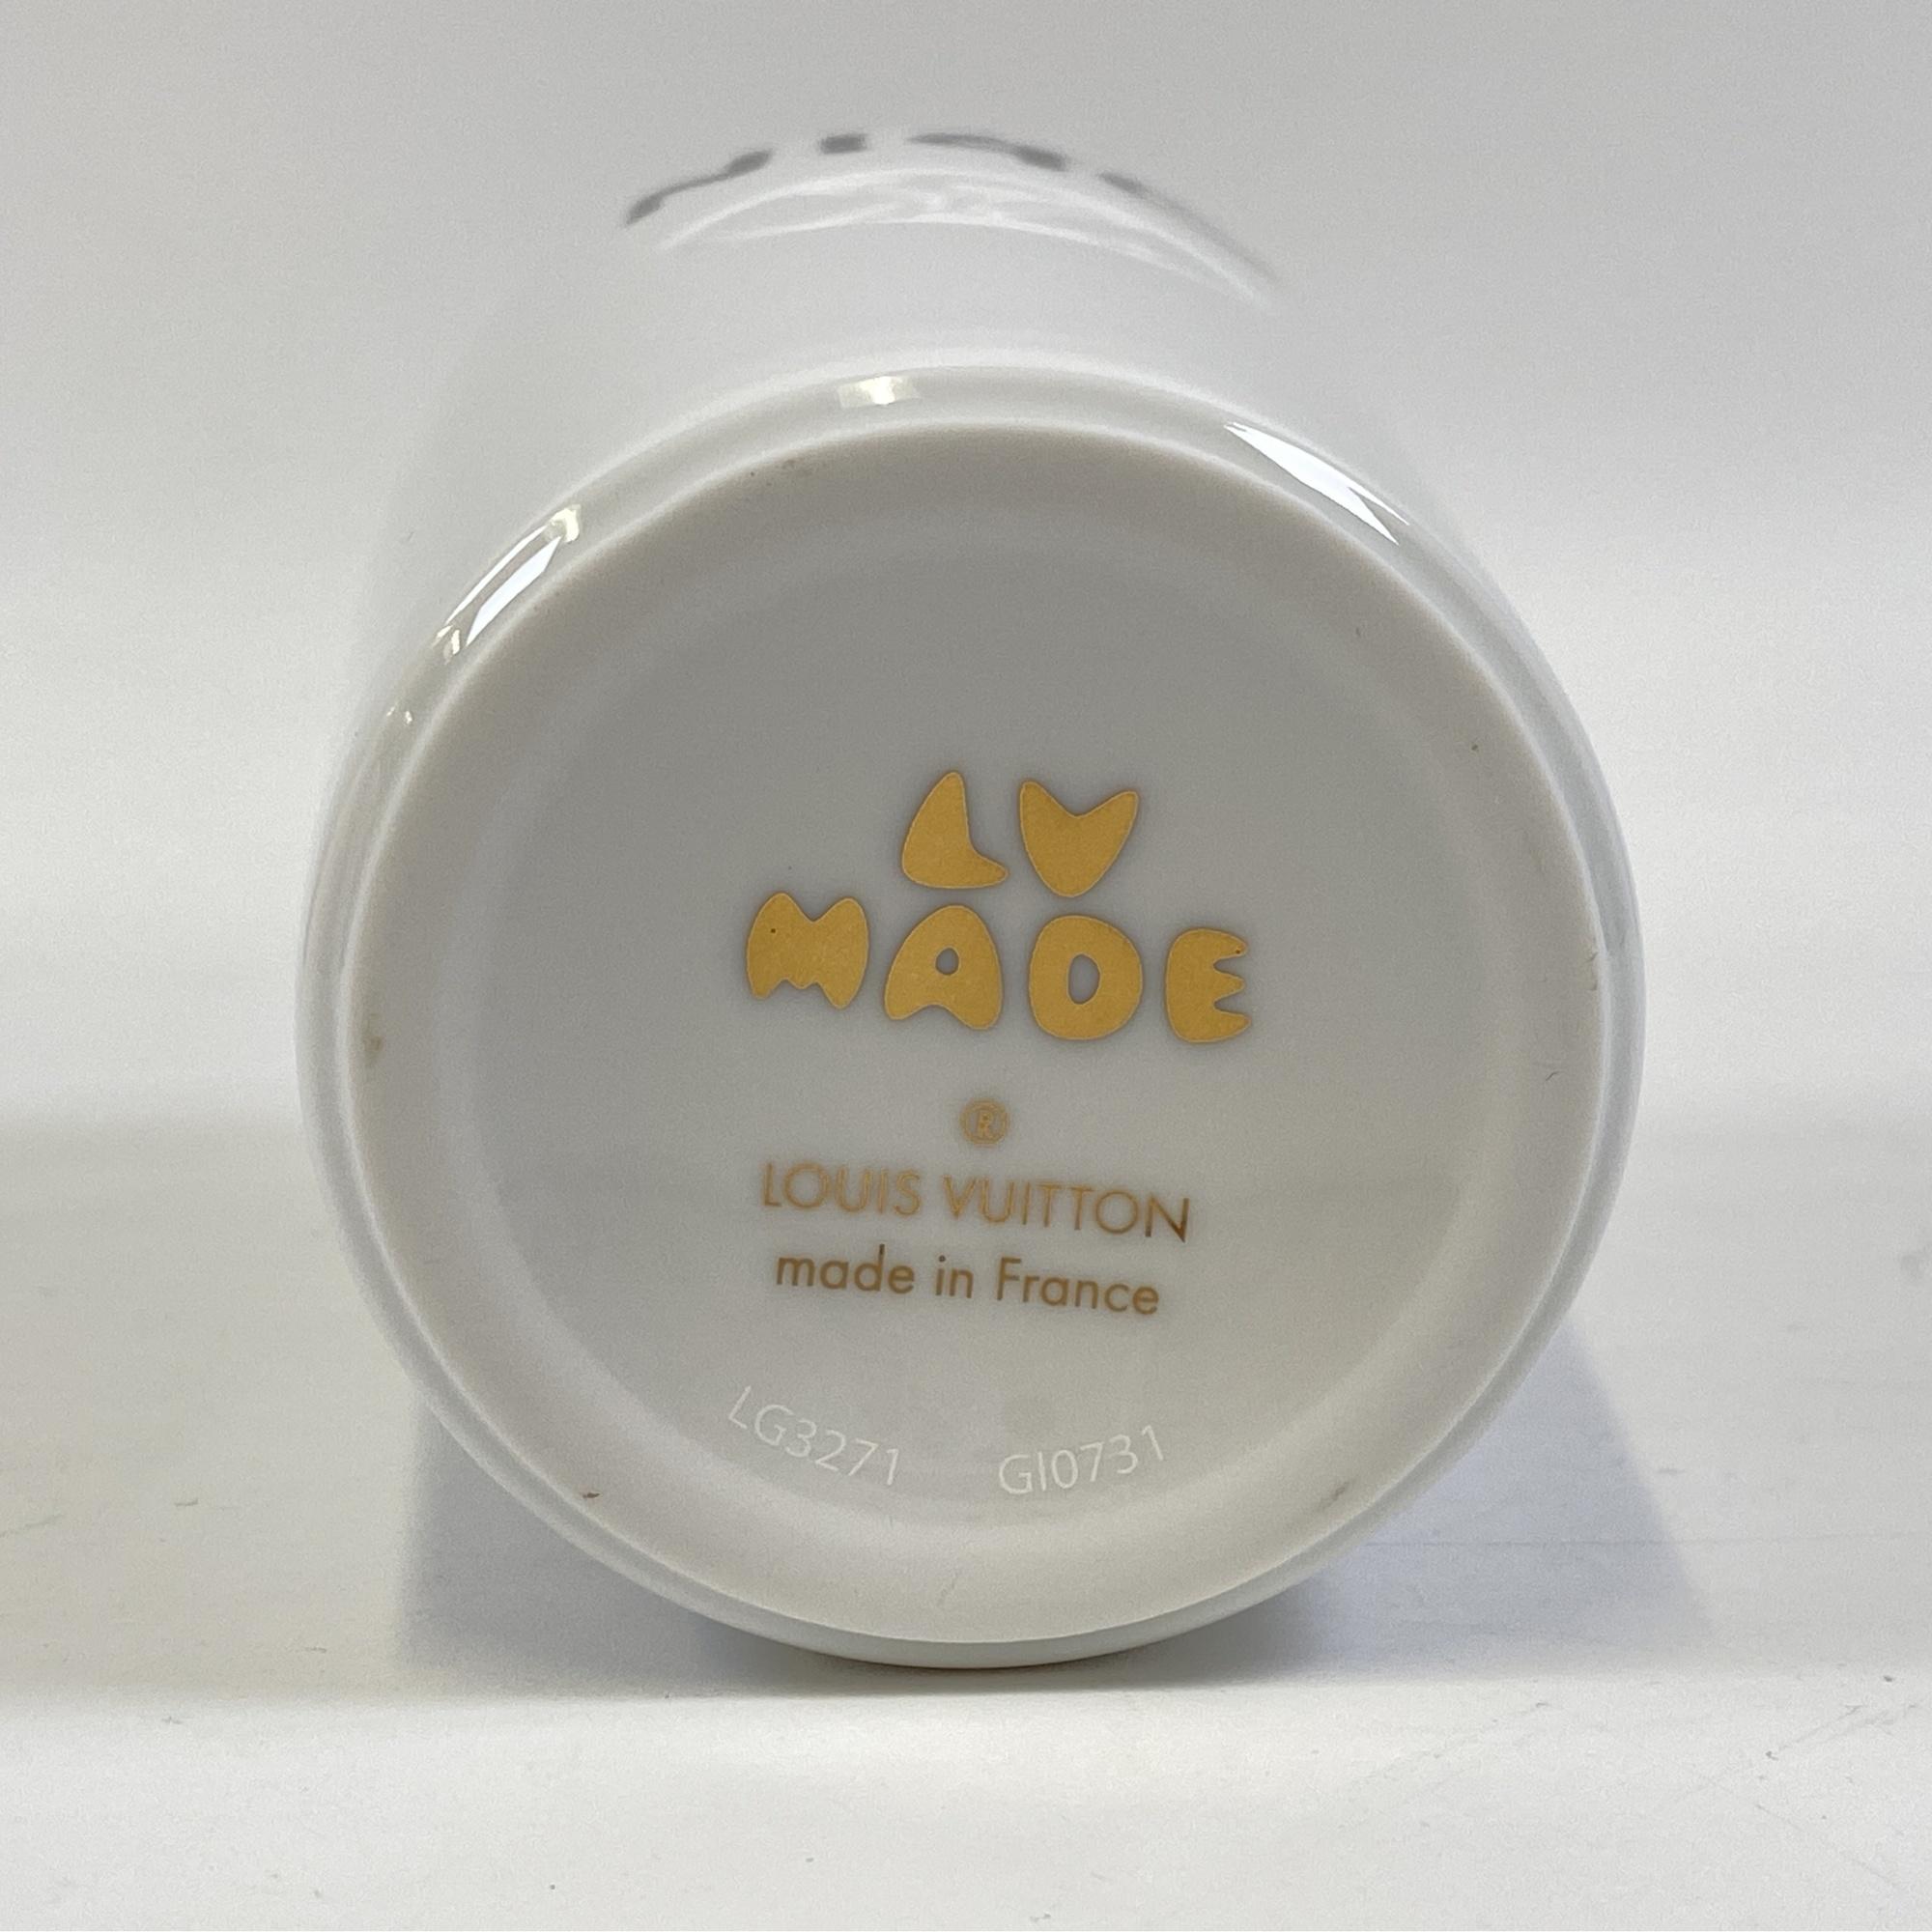 LV
MADE
®
LOUIS VUITTON
made in France
LG3271 GI0731